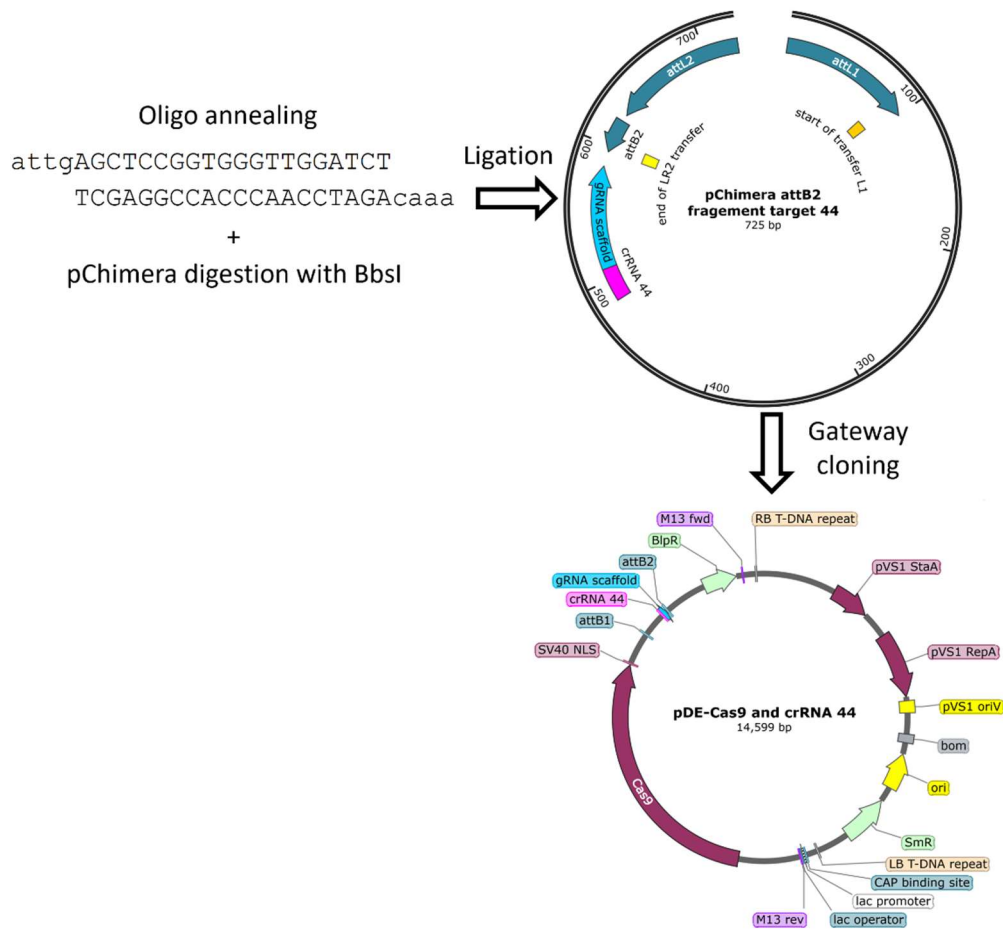 Oligo annealing
attgAGCTCCGGTGGGTTGGATCT
TCGAGGCCACCCAACCTAGAcaaa
+
pChimera digestion with BbsI
Ligation
700
attL2
attL1
100
600
attB2
end of LR2 transfer
start of transfer L1
gRNA scaffold
crRNA 44
500
pChimera attB2
fragement target 44
725 bp
200
300
400
Gateway
cloning
M13 fwd
RB T-DNA repeat
BlpR
attB2
gRNA scaffold
crRNA 44
attB1
SV40 NLS
pVS1 StaA
pVS1 RepA
pVS1 oriV
bom
ori
SmR
pDE-Cas9 and crRNA 44
14,599 bp
Cas9
LB T-DNA repeat
CAP binding site
lac promoter
lac operator
M13 rev